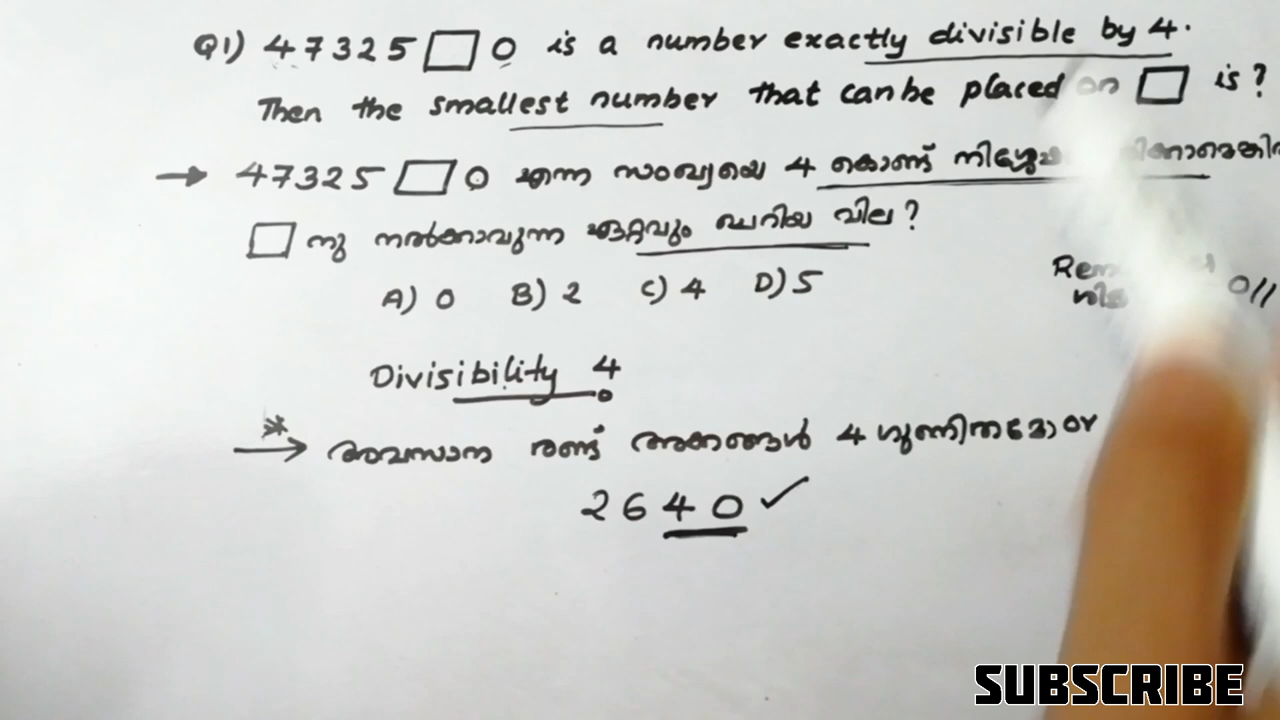 Q1) 47325 □ 0 is a number exactly divisible by 4.
Then the smallest number that can be placed on □ is?
→ 47325 □ 0 എന്ന സംഖ്യയെ 4 കൊണ്ട്
□ നു നൽകാവുന്ന ഏറ്റവും ചെറിയ വില?
A) 0 B) 2 C) 4 D) 5
0//
Divisibility 4
* → അവസാന രണ്ട് അക്കങ്ങൾ 4 ഗുണിതമോ or
2640 ✓
SUBSCRIBE